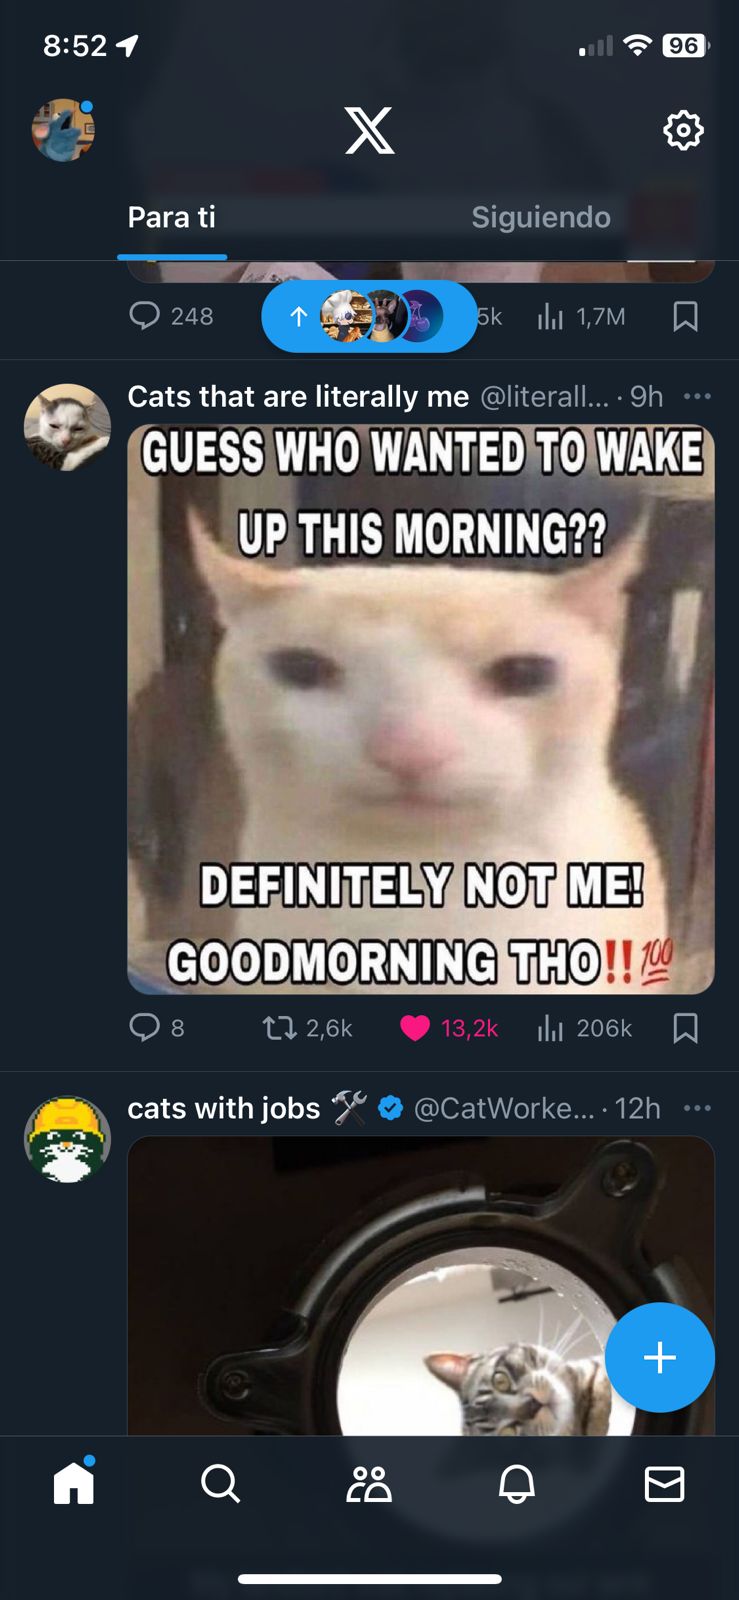 8:52
96
Para ti
Siguiendo
248
5k
1,7M
Cats that are literally me @literall... · 9h
GUESS WHO WANTED TO WAKE
UP THIS MORNING??
DEFINITELY NOT ME!
GOODMORNING THO‼️💯
8
2,6k
13,2k
206k
cats with jobs 🛠 @CatWorke... · 12h